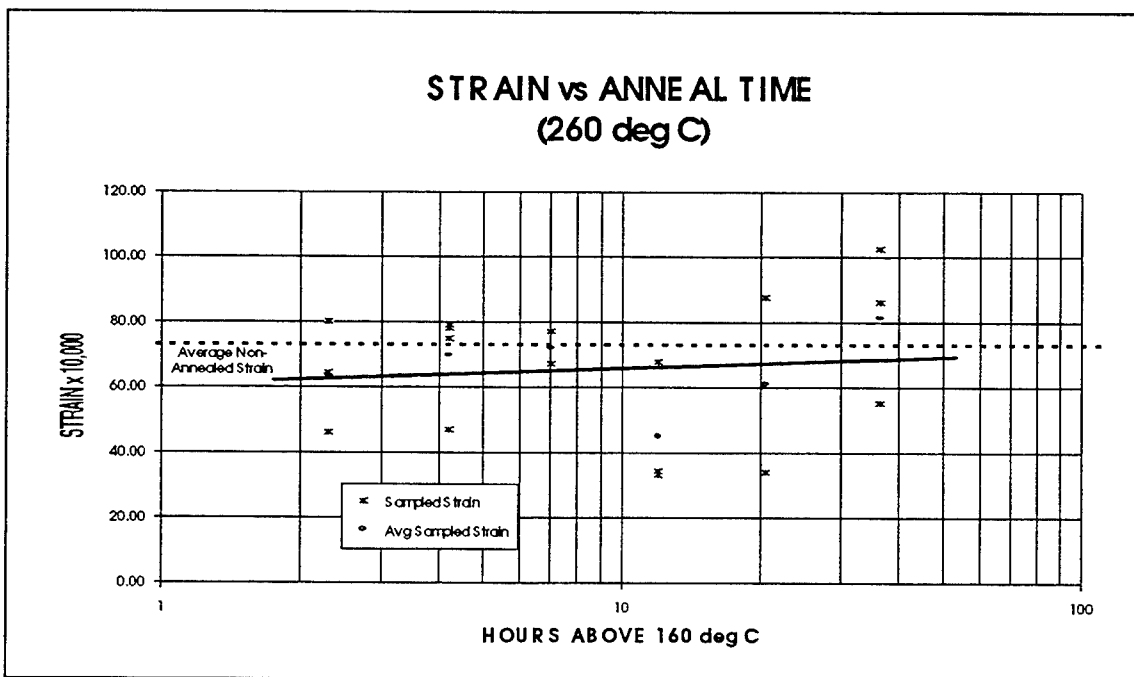 STRAIN vs ANNEAL TIME
(260 deg C)
120.00
100.00
80.00
60.00
40.00
20.00
0.00
STRAIN x 10,000
Average Non-
Annealed Strain
Sampled Strain
Avg Sampled Strain
1
10
100
HOURS ABOVE 160 deg C